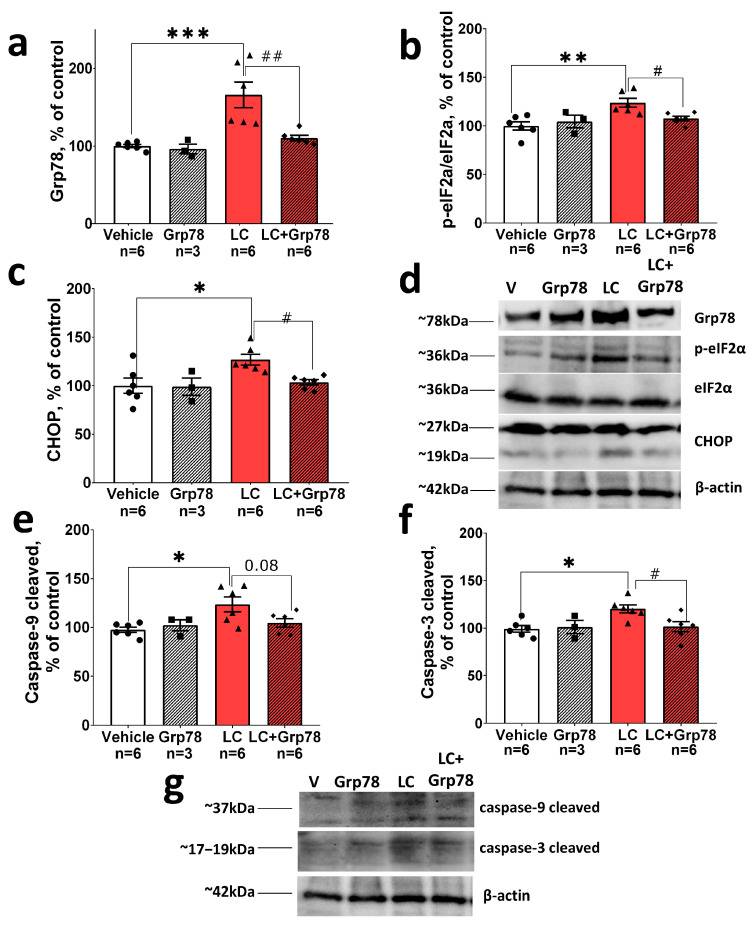 a
Grp78, % of control
200
150
100
50
0
***
##
Vehicle Grp78 LC LC+Grp78
n=6 n=3 n=6 n=6
b
p-eIF2a/eIF2a, % of control
200
150
100
50
0
**
#
Vehicle Grp78 LC LC+Grp78
n=6 n=3 n=6 n=6
c
CHOP, % of control
200
150
100
50
0
*
#
Vehicle Grp78 LC LC+Grp78
n=6 n=3 n=6 n=6
d
V Grp78 LC LC+
Grp78
~78kDa Grp78
~36kDa p-eIF2α
~36kDa eIF2α
~27kDa
CHOP
~19kDa
~42kDa β-actin
e
Caspase-9 cleaved,
% of control
200
150
100
50
0
*
0.08
Vehicle Grp78 LC LC+Grp78
n=6 n=3 n=6 n=6
f
Caspase-3 cleaved,
% of control
200
150
100
50
0
*
#
Vehicle Grp78 LC LC+Grp78
n=6 n=3 n=6 n=6
g
V Grp78 LC LC+
Grp78
~37kDa caspase-9 cleaved
~17–19kDa caspase-3 cleaved
~42kDa β-actin